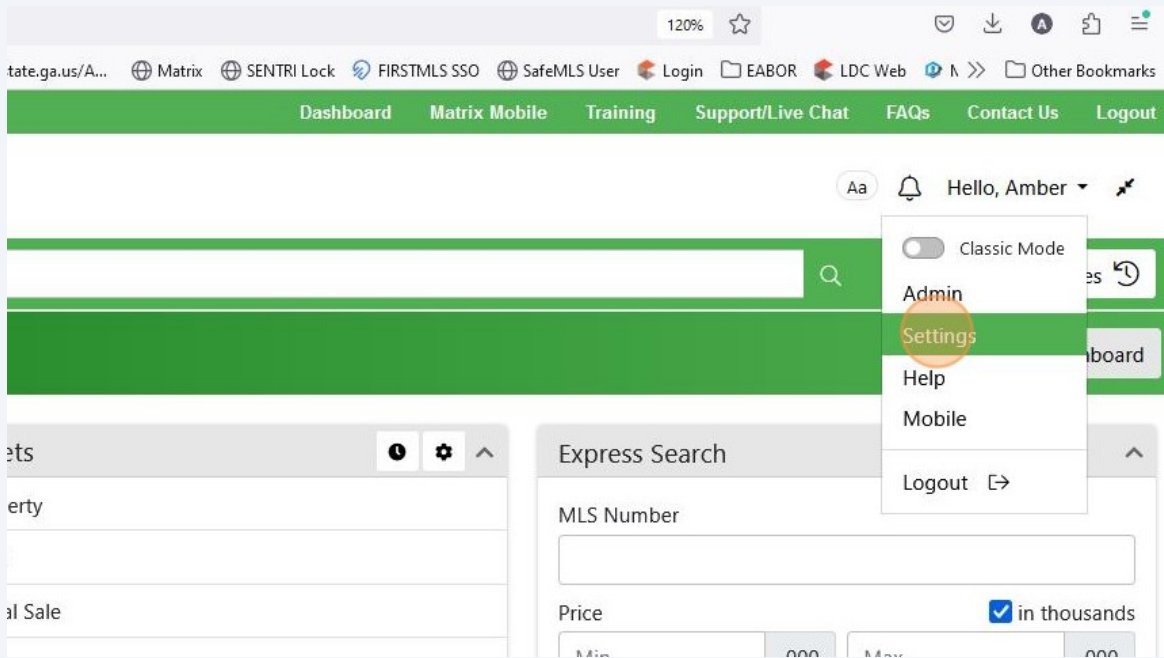 120%
tate.ga.us/A... Matrix SENTRI Lock FIRSTMLS SSO SafeMLS User Login EABOR LDC Web Other Bookmarks
Dashboard Matrix Mobile Training Support/Live Chat FAQs Contact Us Logout
Aa Hello, Amber
Classic Mode
es
Admin
Settings
board
Help
Mobile
ets
Express Search
Logout
erty
MLS Number
al Sale
Price in thousands
Min 000 Max 000